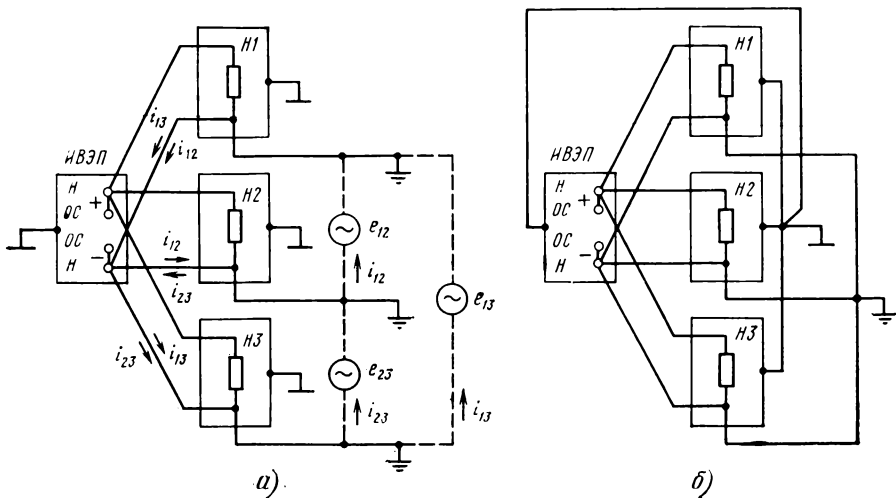 Н1
i₁₃
i₁₂
ИВЭП
Н
ОС
+
ОС
Н
−
Н2
i₁₂
i₂₃
e₁₂
i₁₂
e₁₃
Н3
i₂₃
i₁₃
e₂₃
i₂₃
i₁₃
а)
Н1
ИВЭП
Н
ОС
+
ОС
Н
−
Н2
Н3
б)